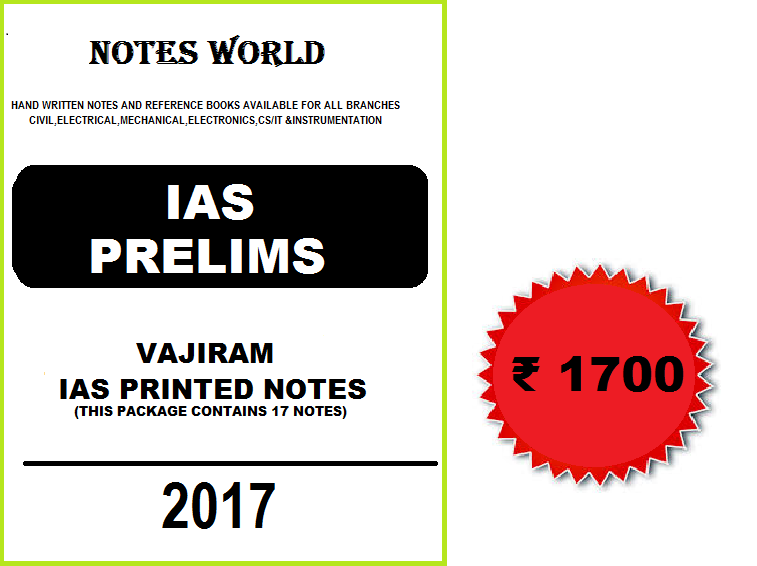 NOTES WORLD
HAND WRITTEN NOTES AND REFERENCE BOOKS AVAILABLE FOR ALL BRANCHES
CIVIL,ELECTRICAL,MECHANICAL,ELECTRONICS,CS/IT &INSTRUMENTATION
IAS
PRELIMS
VAJIRAM
IAS PRINTED NOTES
(THIS PACKAGE CONTAINS 17 NOTES)
2017
₹ 1700